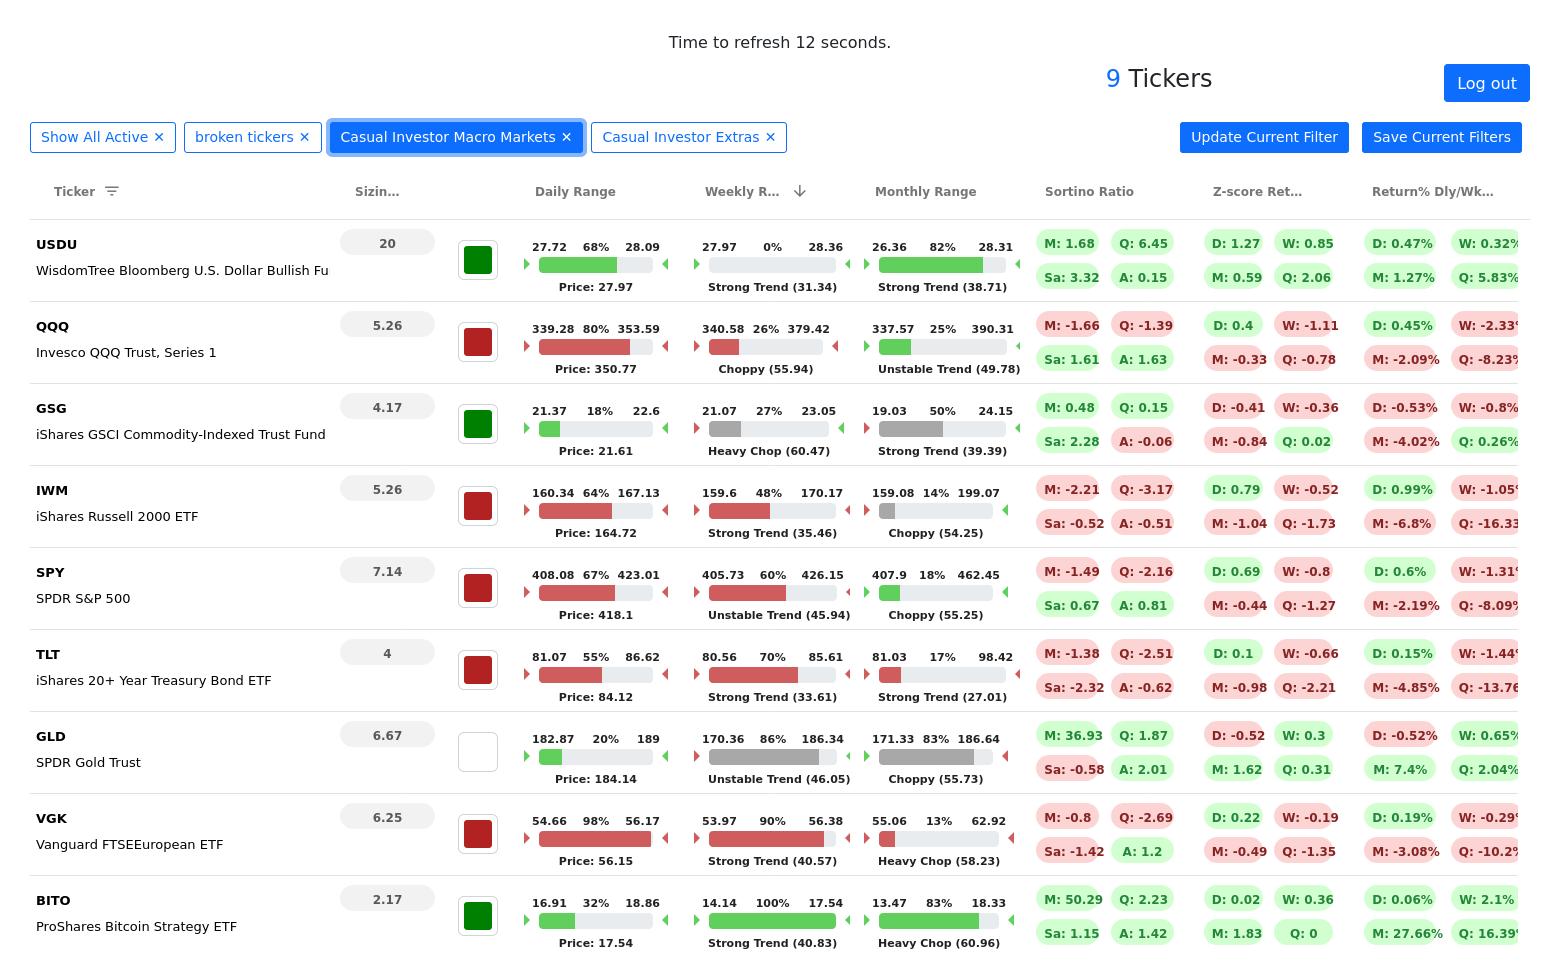 Time to refresh 12 seconds.
9 Tickers
Log out
Show All Active ✕ broken tickers ✕ Casual Investor Macro Markets ✕ Casual Investor Extras ✕ Update Current Filter Save Current Filters
Ticker Sizin… Daily Range Weekly R… Monthly Range Sortino Ratio Z-score Ret… Return% Dly/Wk…
USDU 20 27.72 68% 28.09 27.97 0% 28.36 26.36 82% 28.31 M: 1.68 Q: 6.45 D: 1.27 W: 0.85 D: 0.47% W: 0.32%
WisdomTree Bloomberg U.S. Dollar Bullish Fu Price: 27.97 Strong Trend (31.34) Strong Trend (38.71) Sa: 3.32 A: 0.15 M: 0.59 Q: 2.06 M: 1.27% Q: 5.83%
QQQ 5.26 339.28 80% 353.59 340.58 26% 379.42 337.57 25% 390.31 M: -1.66 Q: -1.39 D: 0.4 W: -1.11 D: 0.45% W: -2.33%
Invesco QQQ Trust, Series 1 Price: 350.77 Choppy (55.94) Unstable Trend (49.78) Sa: 1.61 A: 1.63 M: -0.33 Q: -0.78 M: -2.09% Q: -8.23%
GSG 4.17 21.37 18% 22.6 21.07 27% 23.05 19.03 50% 24.15 M: 0.48 Q: 0.15 D: -0.41 W: -0.36 D: -0.53% W: -0.8%
iShares GSCI Commodity-Indexed Trust Fund Price: 21.61 Heavy Chop (60.47) Strong Trend (39.39) Sa: 2.28 A: -0.06 M: -0.84 Q: 0.02 M: -4.02% Q: 0.26%
IWM 5.26 160.34 64% 167.13 159.6 48% 170.17 159.08 14% 199.07 M: -2.21 Q: -3.17 D: 0.79 W: -0.52 D: 0.99% W: -1.05%
iShares Russell 2000 ETF Price: 164.72 Strong Trend (35.46) Choppy (54.25) Sa: -0.52 A: -0.51 M: -1.04 Q: -1.73 M: -6.8% Q: -16.33
SPY 7.14 408.08 67% 423.01 405.73 60% 426.15 407.9 18% 462.45 M: -1.49 Q: -2.16 D: 0.69 W: -0.8 D: 0.6% W: -1.31%
SPDR S&P 500 Price: 418.1 Unstable Trend (45.94) Choppy (55.25) Sa: 0.67 A: 0.81 M: -0.44 Q: -1.27 M: -2.19% Q: -8.09%
TLT 4 81.07 55% 86.62 80.56 70% 85.61 81.03 17% 98.42 M: -1.38 Q: -2.51 D: 0.1 W: -0.66 D: 0.15% W: -1.44%
iShares 20+ Year Treasury Bond ETF Price: 84.12 Strong Trend (33.61) Strong Trend (27.01) Sa: -2.32 A: -0.62 M: -0.98 Q: -2.21 M: -4.85% Q: -13.76
GLD 6.67 182.87 20% 189 170.36 86% 186.34 171.33 83% 186.64 M: 36.93 Q: 1.87 D: -0.52 W: 0.3 D: -0.52% W: 0.65%
SPDR Gold Trust Price: 184.14 Unstable Trend (46.05) Choppy (55.73) Sa: -0.58 A: 2.01 M: 1.62 Q: 0.31 M: 7.4% Q: 2.04%
VGK 6.25 54.66 98% 56.17 53.97 90% 56.38 55.06 13% 62.92 M: -0.8 Q: -2.69 D: 0.22 W: -0.19 D: 0.19% W: -0.29%
Vanguard FTSEEuropean ETF Price: 56.15 Strong Trend (40.57) Heavy Chop (58.23) Sa: -1.42 A: 1.2 M: -0.49 Q: -1.35 M: -3.08% Q: -10.2%
BITO 2.17 16.91 32% 18.86 14.14 100% 17.54 13.47 83% 18.33 M: 50.29 Q: 2.23 D: 0.02 W: 0.36 D: 0.06% W: 2.1%
ProShares Bitcoin Strategy ETF Price: 17.54 Strong Trend (40.83) Heavy Chop (60.96) Sa: 1.15 A: 1.42 M: 1.83 Q: 0 M: 27.66% Q: 16.39%